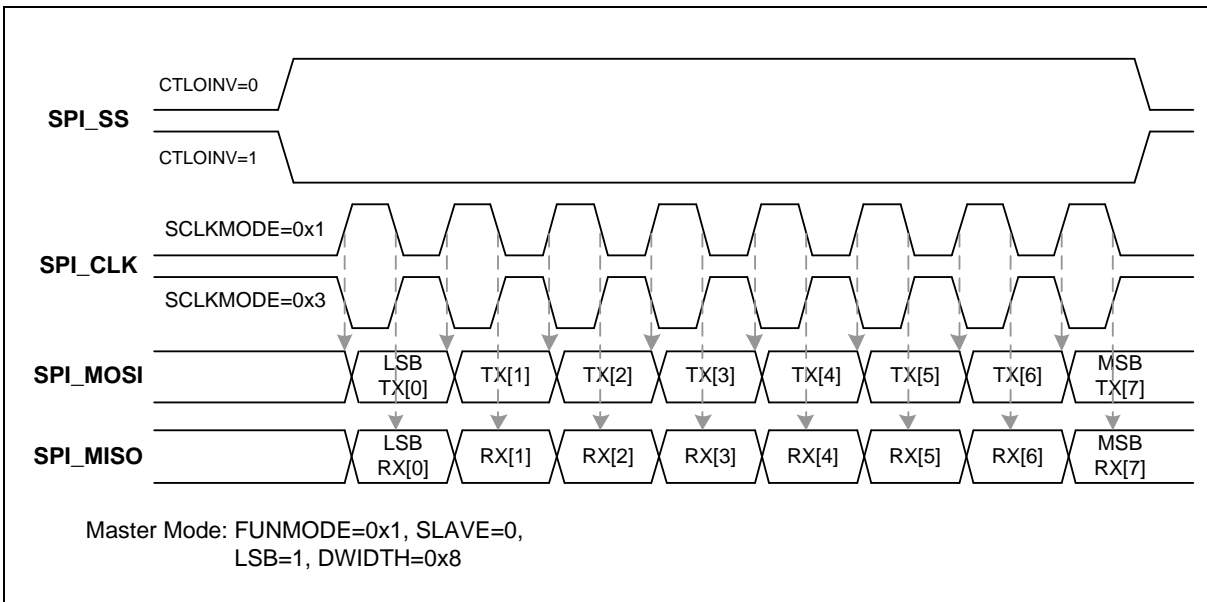 CTLOINV=0
SPI_SS
CTLOINV=1
SCLKMODE=0x1
SPI_CLK
SCLKMODE=0x3
SPI_MOSI
LSB TX[1] TX[2] TX[3] TX[4] TX[5] TX[6] MSB
TX[0] TX[7]
SPI_MISO
LSB RX[1] RX[2] RX[3] RX[4] RX[5] RX[6] MSB
RX[0] RX[7]
Master Mode: FUNMODE=0x1, SLAVE=0,
LSB=1, DWIDTH=0x8